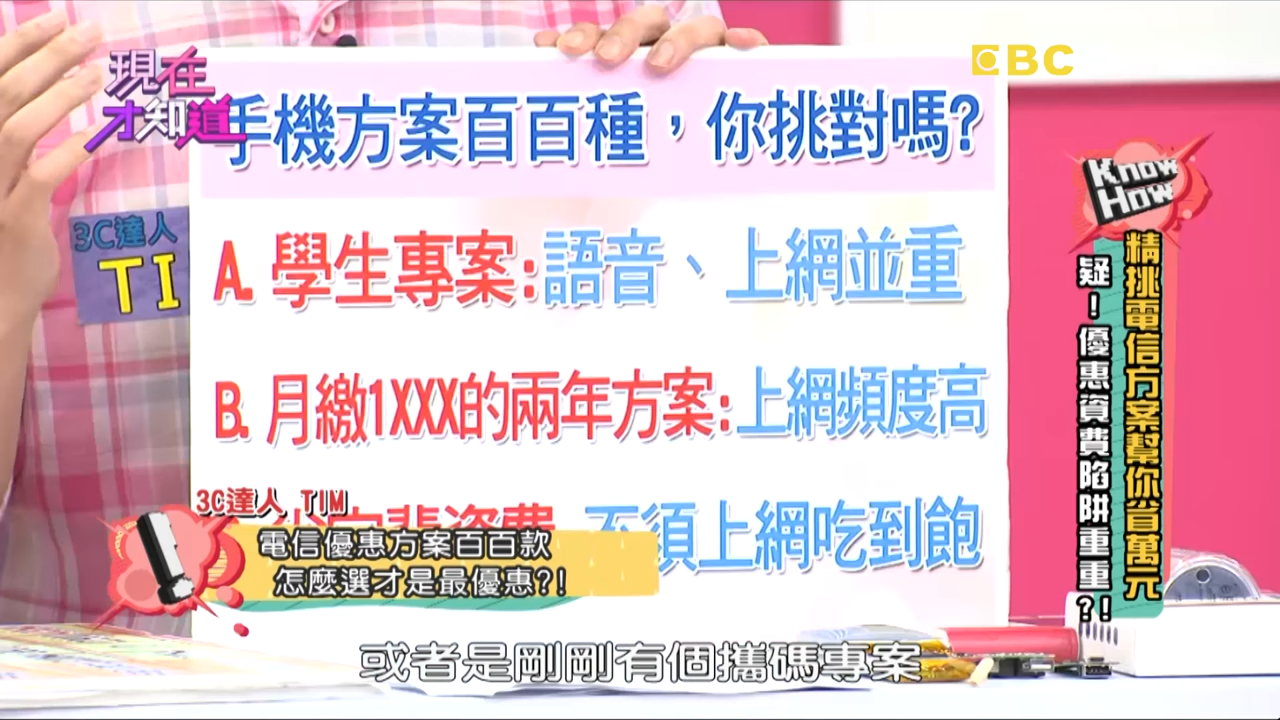 現在
才知道
EBC
手機方案百百種，你挑對嗎?
3C達人
TI
A. 學生專案:語音、上網並重
B. 月繳1XXX的兩年方案:上網頻度高
不須上網吃到飽
Know
How
精挑電信方案幫你省萬元
疑！優惠資費陷阱重重?!
3C達人 TIM
電信優惠方案百百款
怎麼選才是最優惠?!
或者是剛剛有個攜碼專案